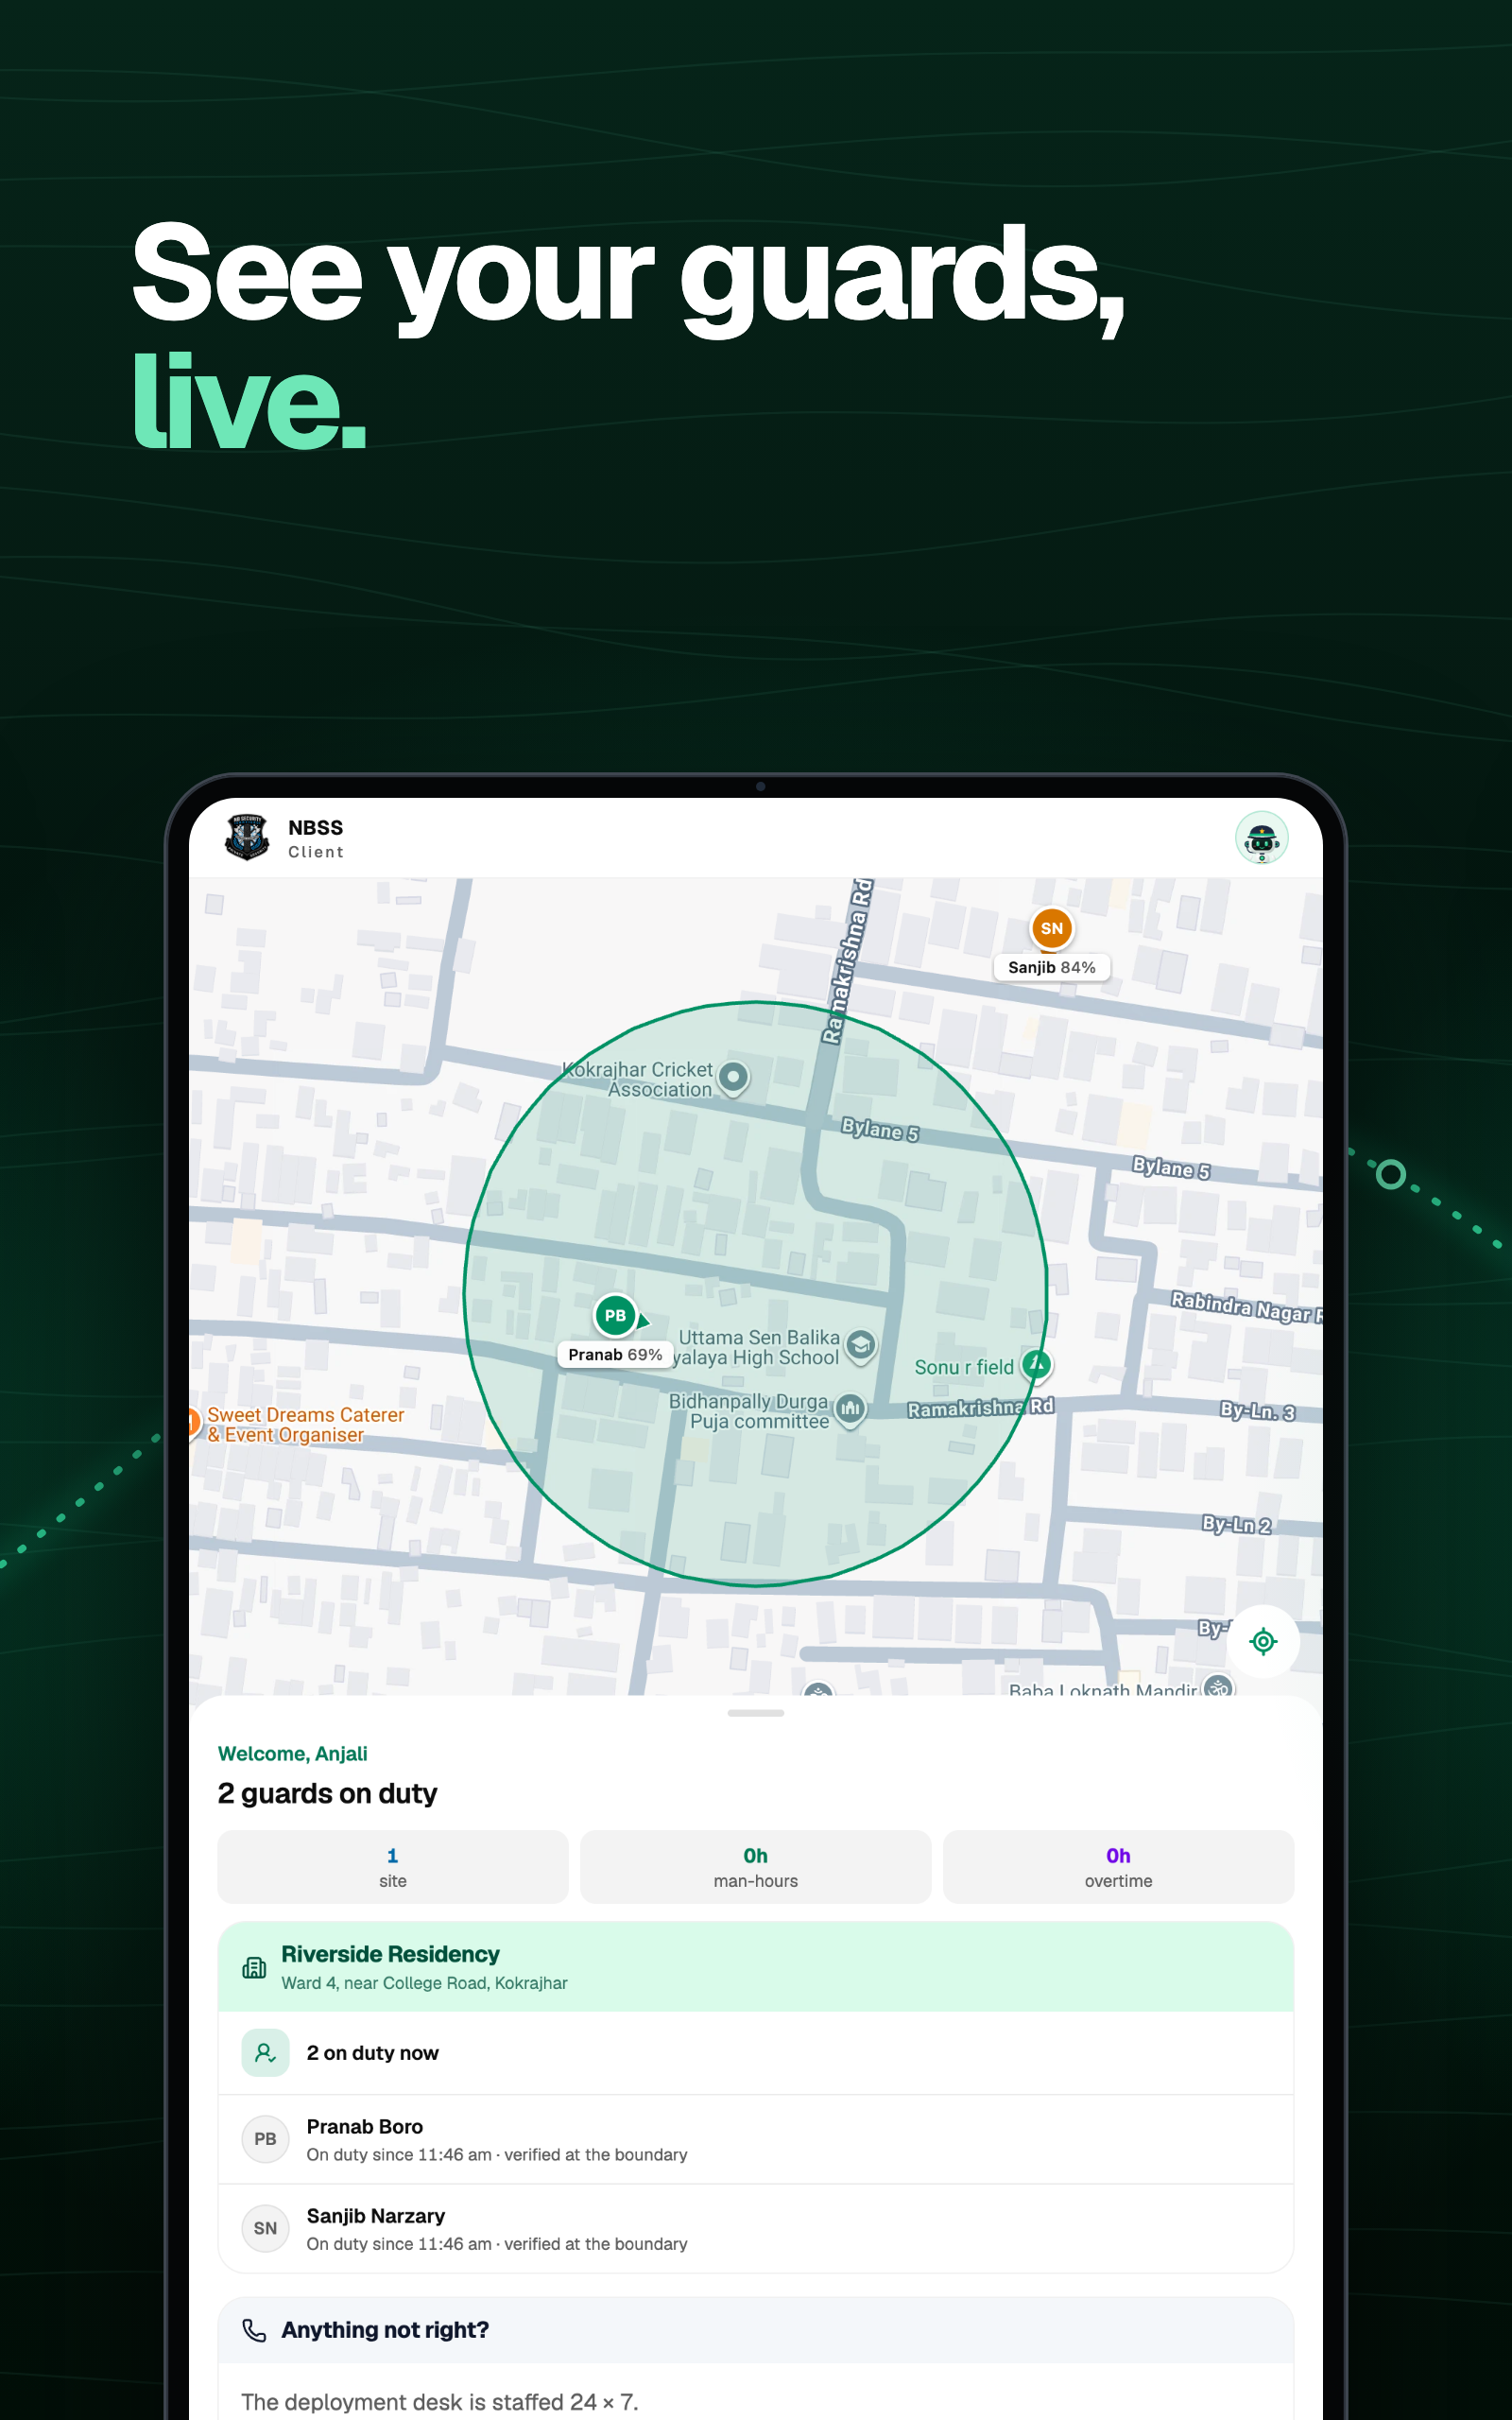 See your guards,
live.
NBSS
Client
Ramakrishna Rd
SN
Sanjib 84%
Kokrajhar Cricket
Association
Bylane 5
Bylane 5
Rabindra Nagar R
PB
Pranab 69%
Uttama Sen Balika
yalaya High School
Sonu r field
Bidhanpally Durga
Puja committee
Ramakrishna Rd
By-Ln. 3
Sweet Dreams Caterer
& Event Organiser
By-Ln 2
By-
Baba Loknath Mandir
Welcome, Anjali
2 guards on duty
1
site
0h
man-hours
0h
overtime
Riverside Residency
Ward 4, near College Road, Kokrajhar
2 on duty now
PB
Pranab Boro
On duty since 11:46 am · verified at the boundary
SN
Sanjib Narzary
On duty since 11:46 am · verified at the boundary
Anything not right?
The deployment desk is staffed 24 × 7.